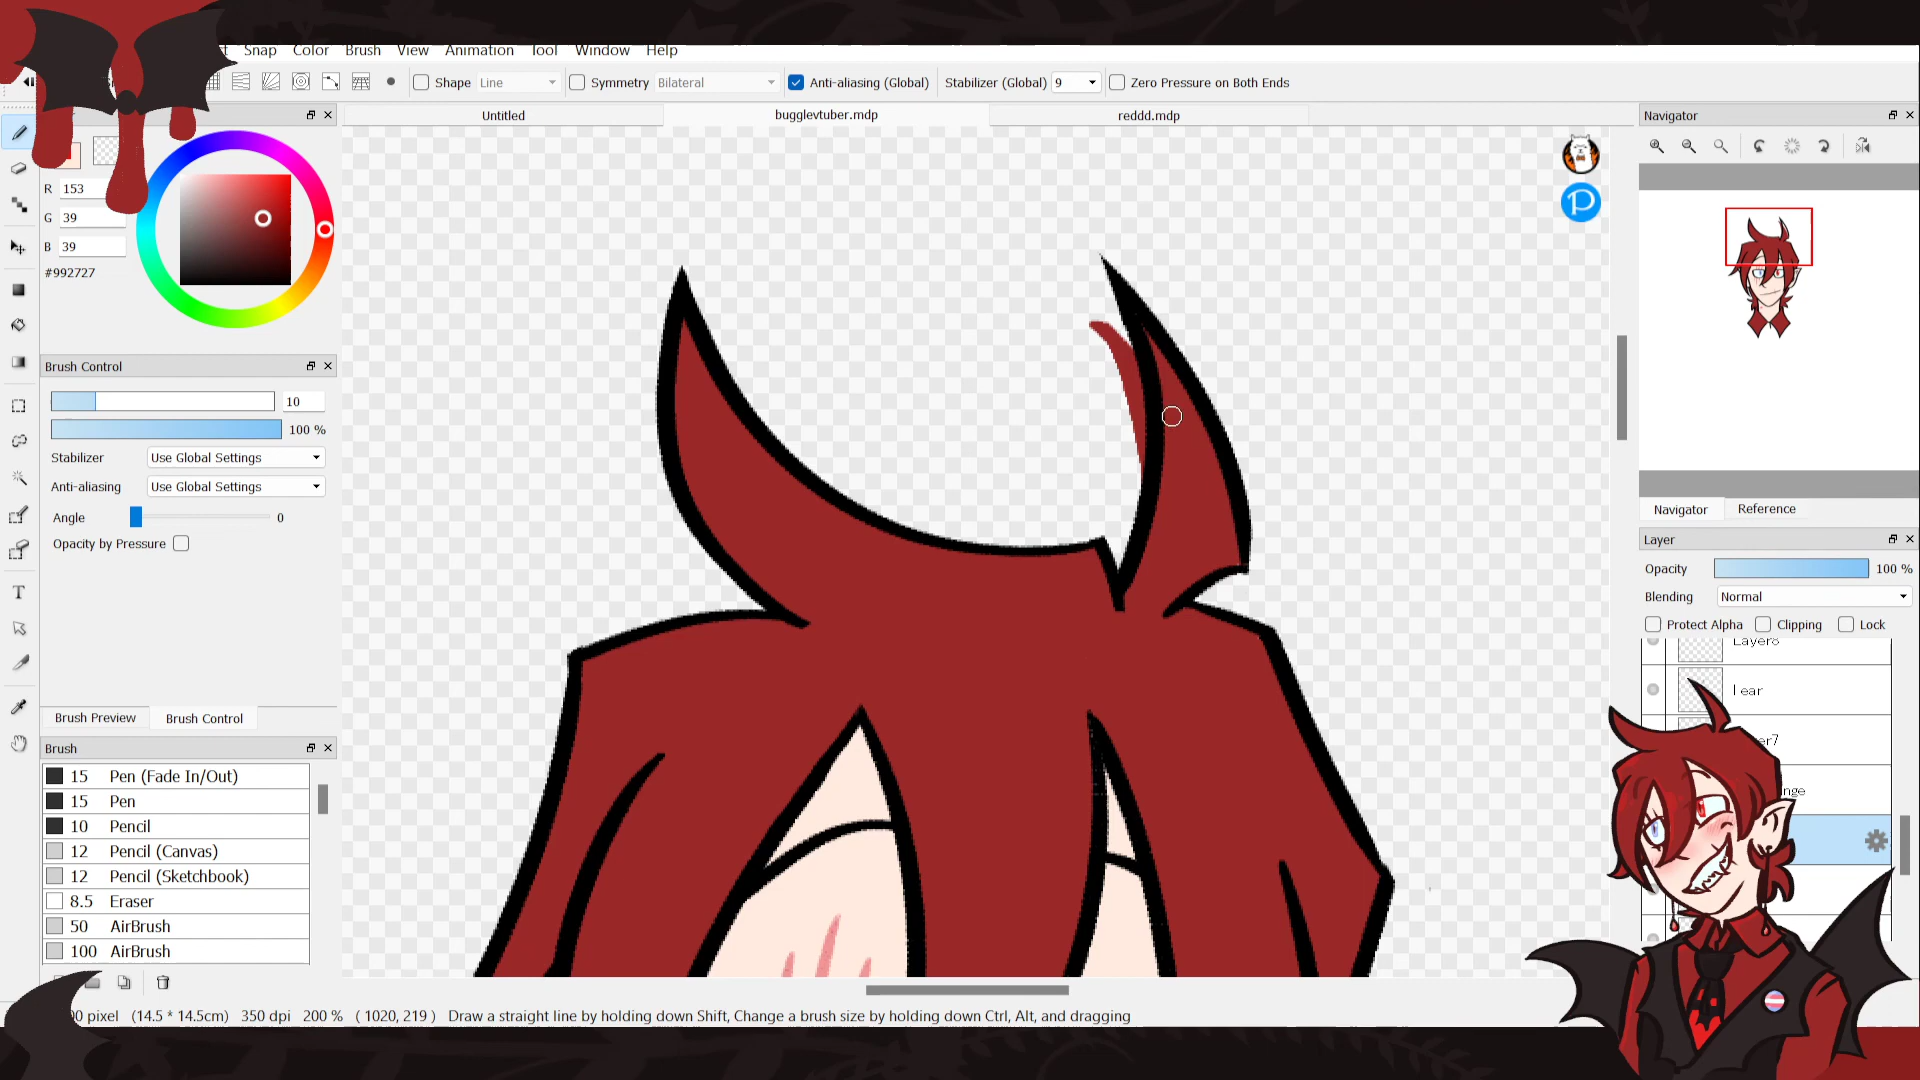 Snap Color Brush View Animation Tool Window Help
Shape Line Symmetry Bilateral Anti-aliasing (Global) Stabilizer (Global) 9 Zero Pressure on Both Ends
Untitled bugglevtuber.mdp reddd.mdp
R 153
G 39
B 39
#992727
Brush Control
10
100 %
Stabilizer Use Global Settings
Anti-aliasing Use Global Settings
Angle 0
Opacity by Pressure
Brush Preview Brush Control
Brush
15 Pen (Fade In/Out)
15 Pen
10 Pencil
12 Pencil (Canvas)
12 Pencil (Sketchbook)
8.5 Eraser
50 AirBrush
100 AirBrush
pixel (14.5 * 14.5cm) 350 dpi 200 % ( 1020, 219 ) Draw a straight line by holding down Shift, Change a brush size by holding down Ctrl, Alt, and dragging
T
P
Navigator
Navigator Reference
Layer
Opacity 100 %
Blending Normal
Protect Alpha Clipping Lock
Layer8
l ear